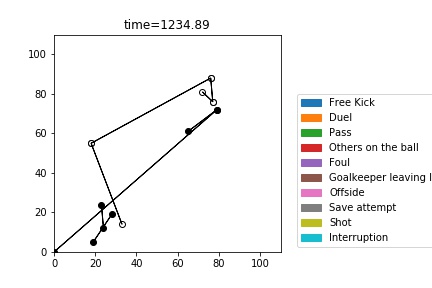 time=1234.89
100
80
60
40
20
0
0 20 40 60 80 100
Free Kick
Duel
Pass
Others on the ball
Foul
Goalkeeper leaving
Offside
Save attempt
Shot
Interruption